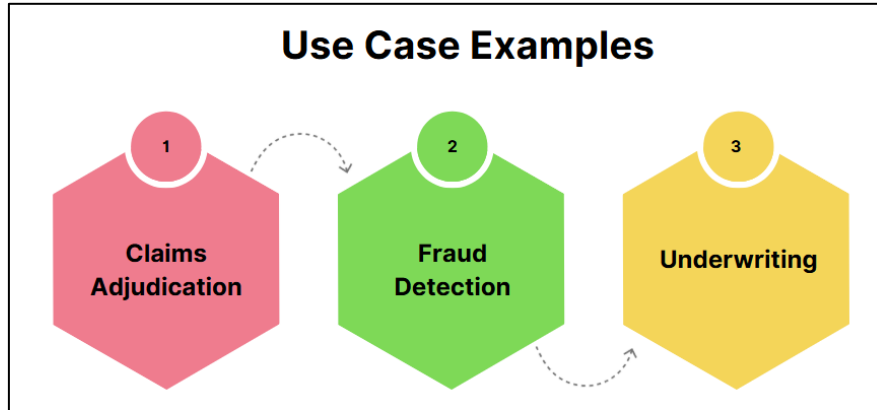 Use Case Examples
1
2
3
Claims
Adjudication
Fraud
Detection
Underwriting